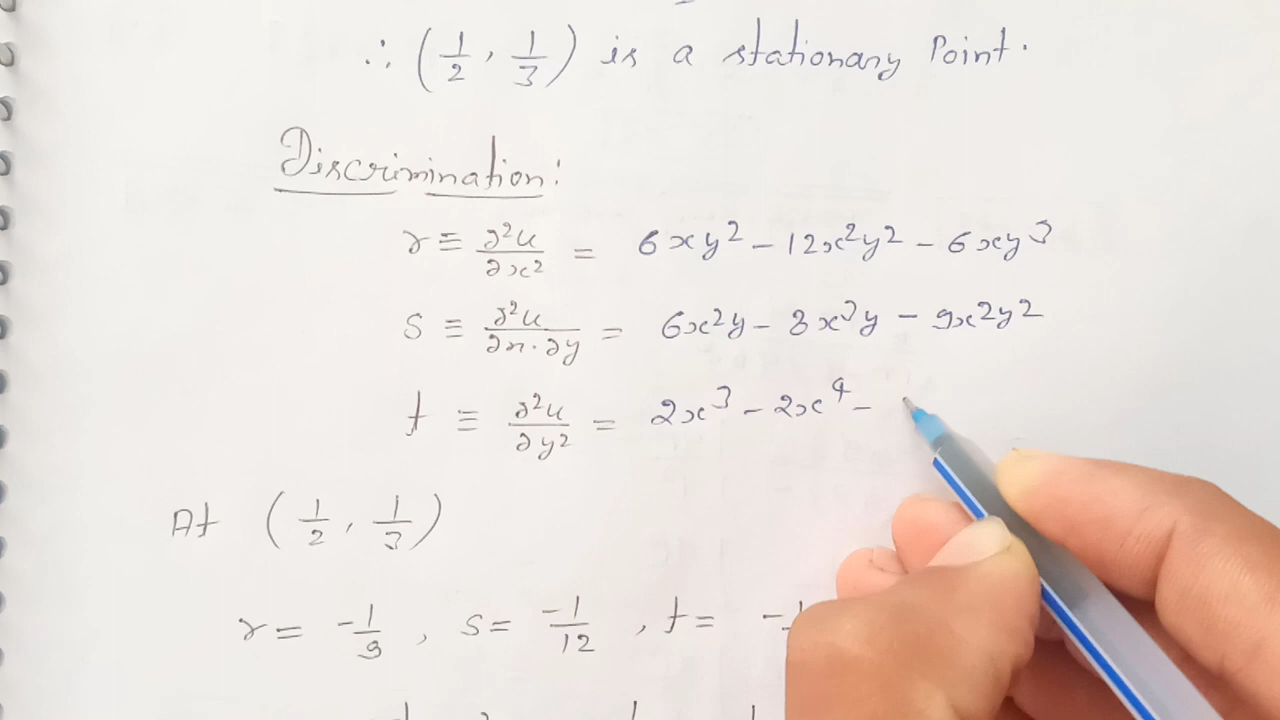 ∴ (1/2, 1/3) is a stationary Point.
Discrimination:
r ≡ ∂²u/∂x² = 6xy² – 12x²y² – 6xy³
s ≡ ∂²u/∂x·∂y = 6x²y – 8x³y – 9x²y²
t ≡ ∂²u/∂y² = 2x³ – 2x⁴ –
At (1/2, 1/3)
r = -1/9, s = -1/12, t =